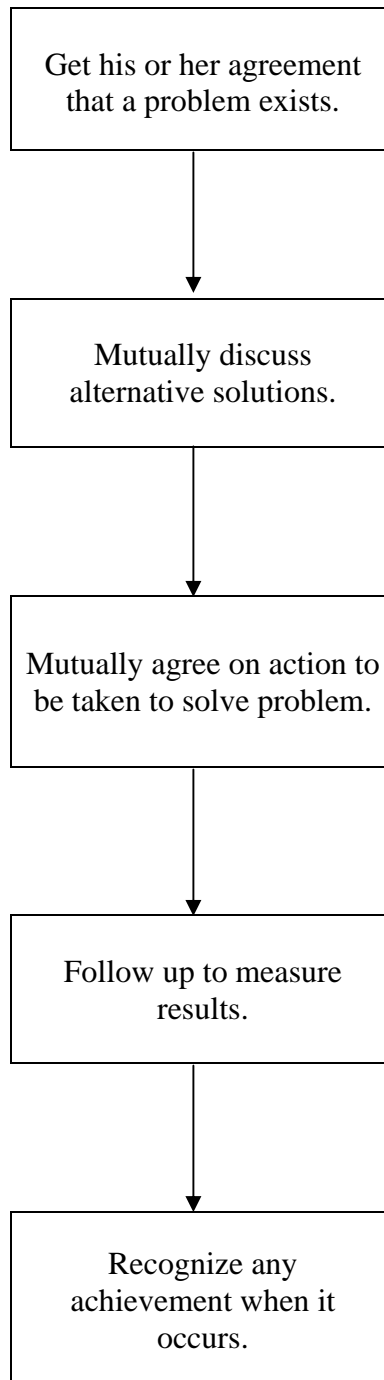 Get his or her agreement
that a problem exists.
Mutually discuss
alternative solutions.
Mutually agree on action to
be taken to solve problem.
Follow up to measure
results.
Recognize any
achievement when it
occurs.